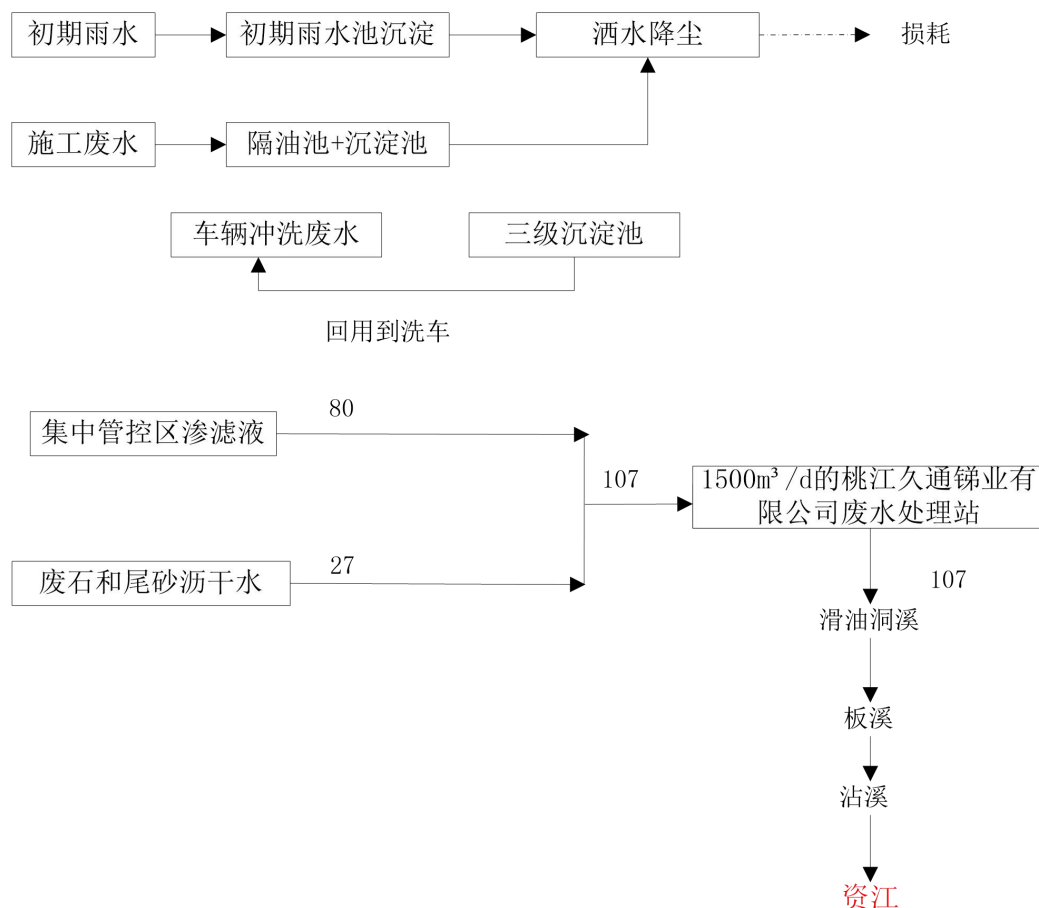 初期雨水
初期雨水池沉淀
洒水降尘
损耗
施工废水
隔油池+沉淀池
车辆冲洗废水
三级沉淀池
回用到洗车
80
集中管控区渗滤液
107
1500m³/d的桃江久通锑业有
限公司废水处理站
27
废石和尾砂沥干水
107
滑油洞溪
板溪
沾溪
资江